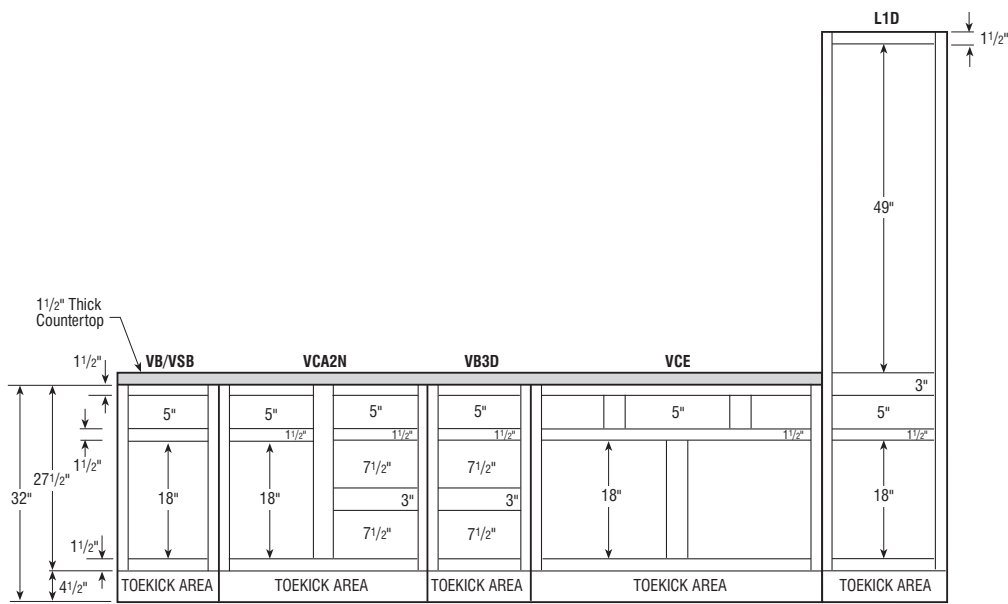 L1D
1 1/2"
49"
1 1/2" Thick
Countertop
VB/VSB
VCA2N
VB3D
VCE
1 1/2"
3"
5"
5"
5"
5"
5"
5"
1 1/2"
1 1/2"
1 1/2"
1 1/2"
1 1/2"
1 1/2"
7 1/2"
7 1/2"
27 1/2"
32"
18"
18"
3"
3"
18"
18"
7 1/2"
7 1/2"
1 1/2"
4 1/2"
TOEKICK AREA
TOEKICK AREA
TOEKICK AREA
TOEKICK AREA
TOEKICK AREA